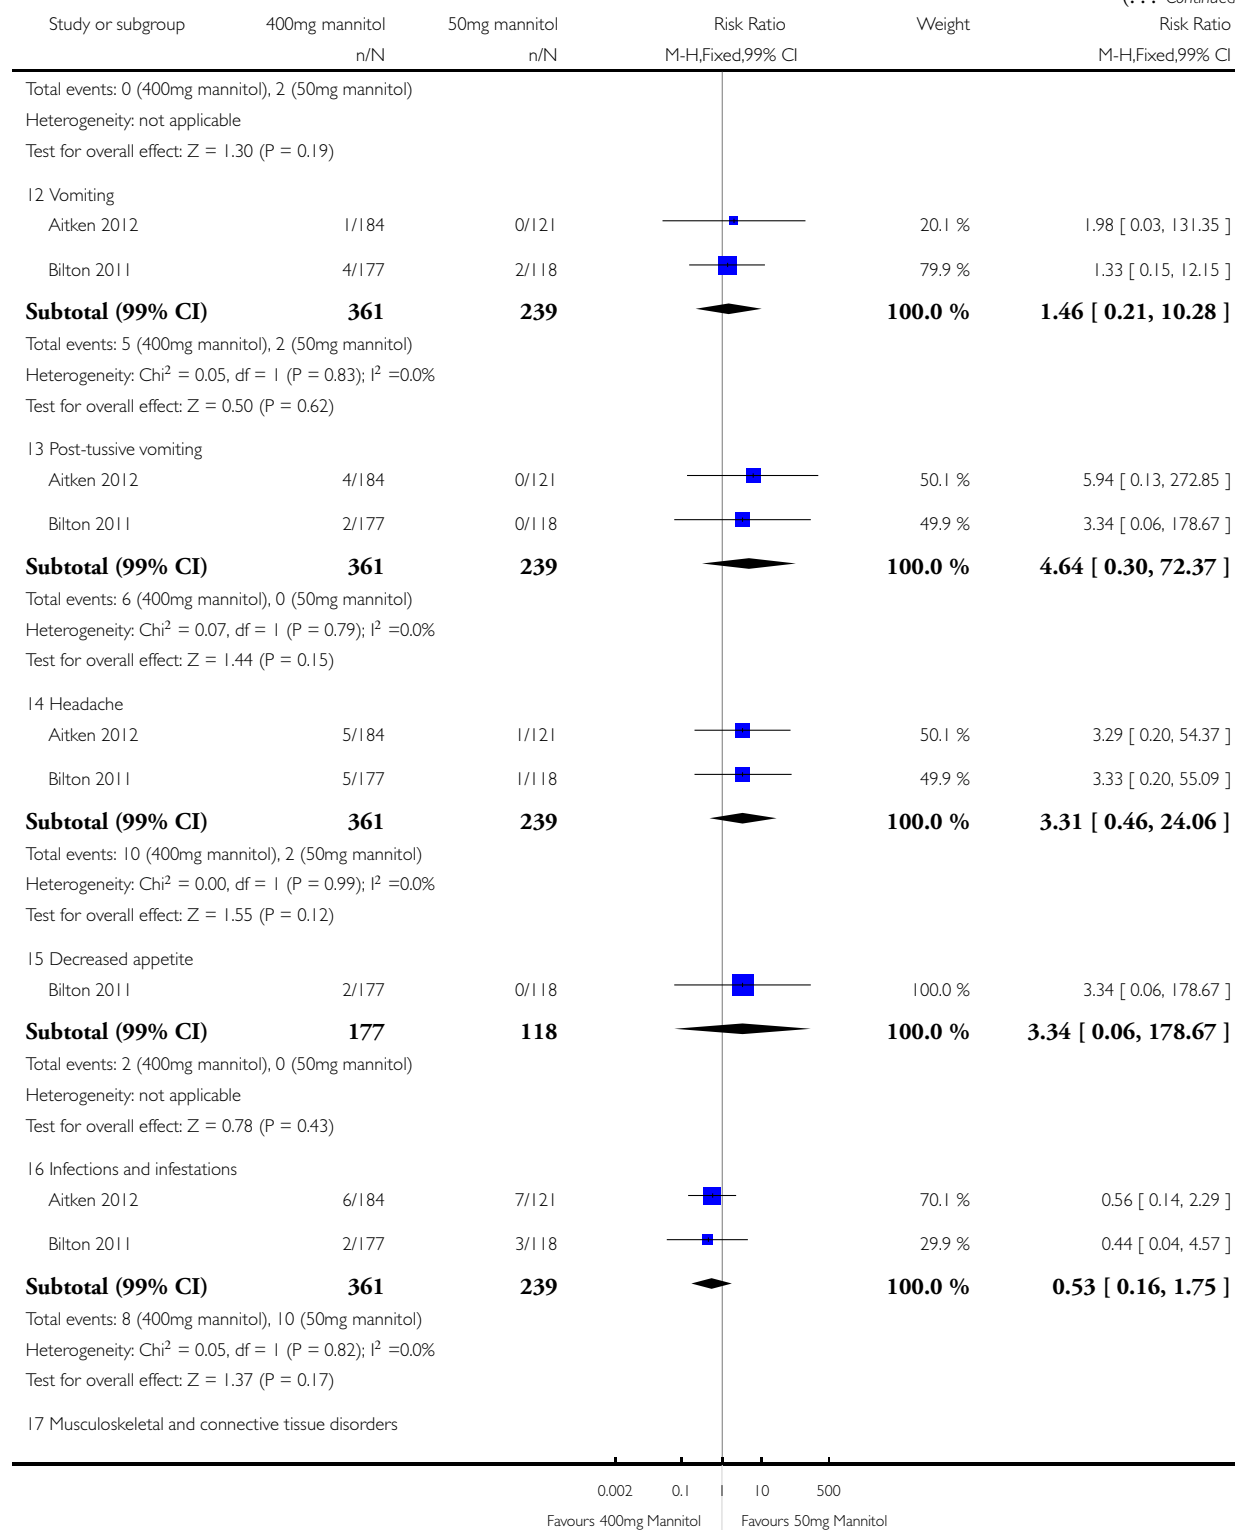 (. . . Continued
Study or subgroup 400mg mannitol 50mg mannitol Risk Ratio Weight Risk Ratio
n/N n/N M-H,Fixed,99% CI M-H,Fixed,99% CI
Total events: 0 (400mg mannitol), 2 (50mg mannitol)
Heterogeneity: not applicable
Test for overall effect: Z = 1.30 (P = 0.19)
12 Vomiting
Aitken 2012 1/184 0/121 20.1 % 1.98 [ 0.03, 131.35 ]
Bilton 2011 4/177 2/118 79.9 % 1.33 [ 0.15, 12.15 ]
Subtotal (99% CI) 361 239 100.0 % 1.46 [ 0.21, 10.28 ]
Total events: 5 (400mg mannitol), 2 (50mg mannitol)
Heterogeneity: Chi² = 0.05, df = 1 (P = 0.83); I² =0.0%
Test for overall effect: Z = 0.50 (P = 0.62)
13 Post-tussive vomiting
Aitken 2012 4/184 0/121 50.1 % 5.94 [ 0.13, 272.85 ]
Bilton 2011 2/177 0/118 49.9 % 3.34 [ 0.06, 178.67 ]
Subtotal (99% CI) 361 239 100.0 % 4.64 [ 0.30, 72.37 ]
Total events: 6 (400mg mannitol), 0 (50mg mannitol)
Heterogeneity: Chi² = 0.07, df = 1 (P = 0.79); I² =0.0%
Test for overall effect: Z = 1.44 (P = 0.15)
14 Headache
Aitken 2012 5/184 1/121 50.1 % 3.29 [ 0.20, 54.37 ]
Bilton 2011 5/177 1/118 49.9 % 3.33 [ 0.20, 55.09 ]
Subtotal (99% CI) 361 239 100.0 % 3.31 [ 0.46, 24.06 ]
Total events: 10 (400mg mannitol), 2 (50mg mannitol)
Heterogeneity: Chi² = 0.00, df = 1 (P = 0.99); I² =0.0%
Test for overall effect: Z = 1.55 (P = 0.12)
15 Decreased appetite
Bilton 2011 2/177 0/118 100.0 % 3.34 [ 0.06, 178.67 ]
Subtotal (99% CI) 177 118 100.0 % 3.34 [ 0.06, 178.67 ]
Total events: 2 (400mg mannitol), 0 (50mg mannitol)
Heterogeneity: not applicable
Test for overall effect: Z = 0.78 (P = 0.43)
16 Infections and infestations
Aitken 2012 6/184 7/121 70.1 % 0.56 [ 0.14, 2.29 ]
Bilton 2011 2/177 3/118 29.9 % 0.44 [ 0.04, 4.57 ]
Subtotal (99% CI) 361 239 100.0 % 0.53 [ 0.16, 1.75 ]
Total events: 8 (400mg mannitol), 10 (50mg mannitol)
Heterogeneity: Chi² = 0.05, df = 1 (P = 0.82); I² =0.0%
Test for overall effect: Z = 1.37 (P = 0.17)
17 Musculoskeletal and connective tissue disorders
0.002 0.1 1 10 500
Favours 400mg Mannitol Favours 50mg Mannitol